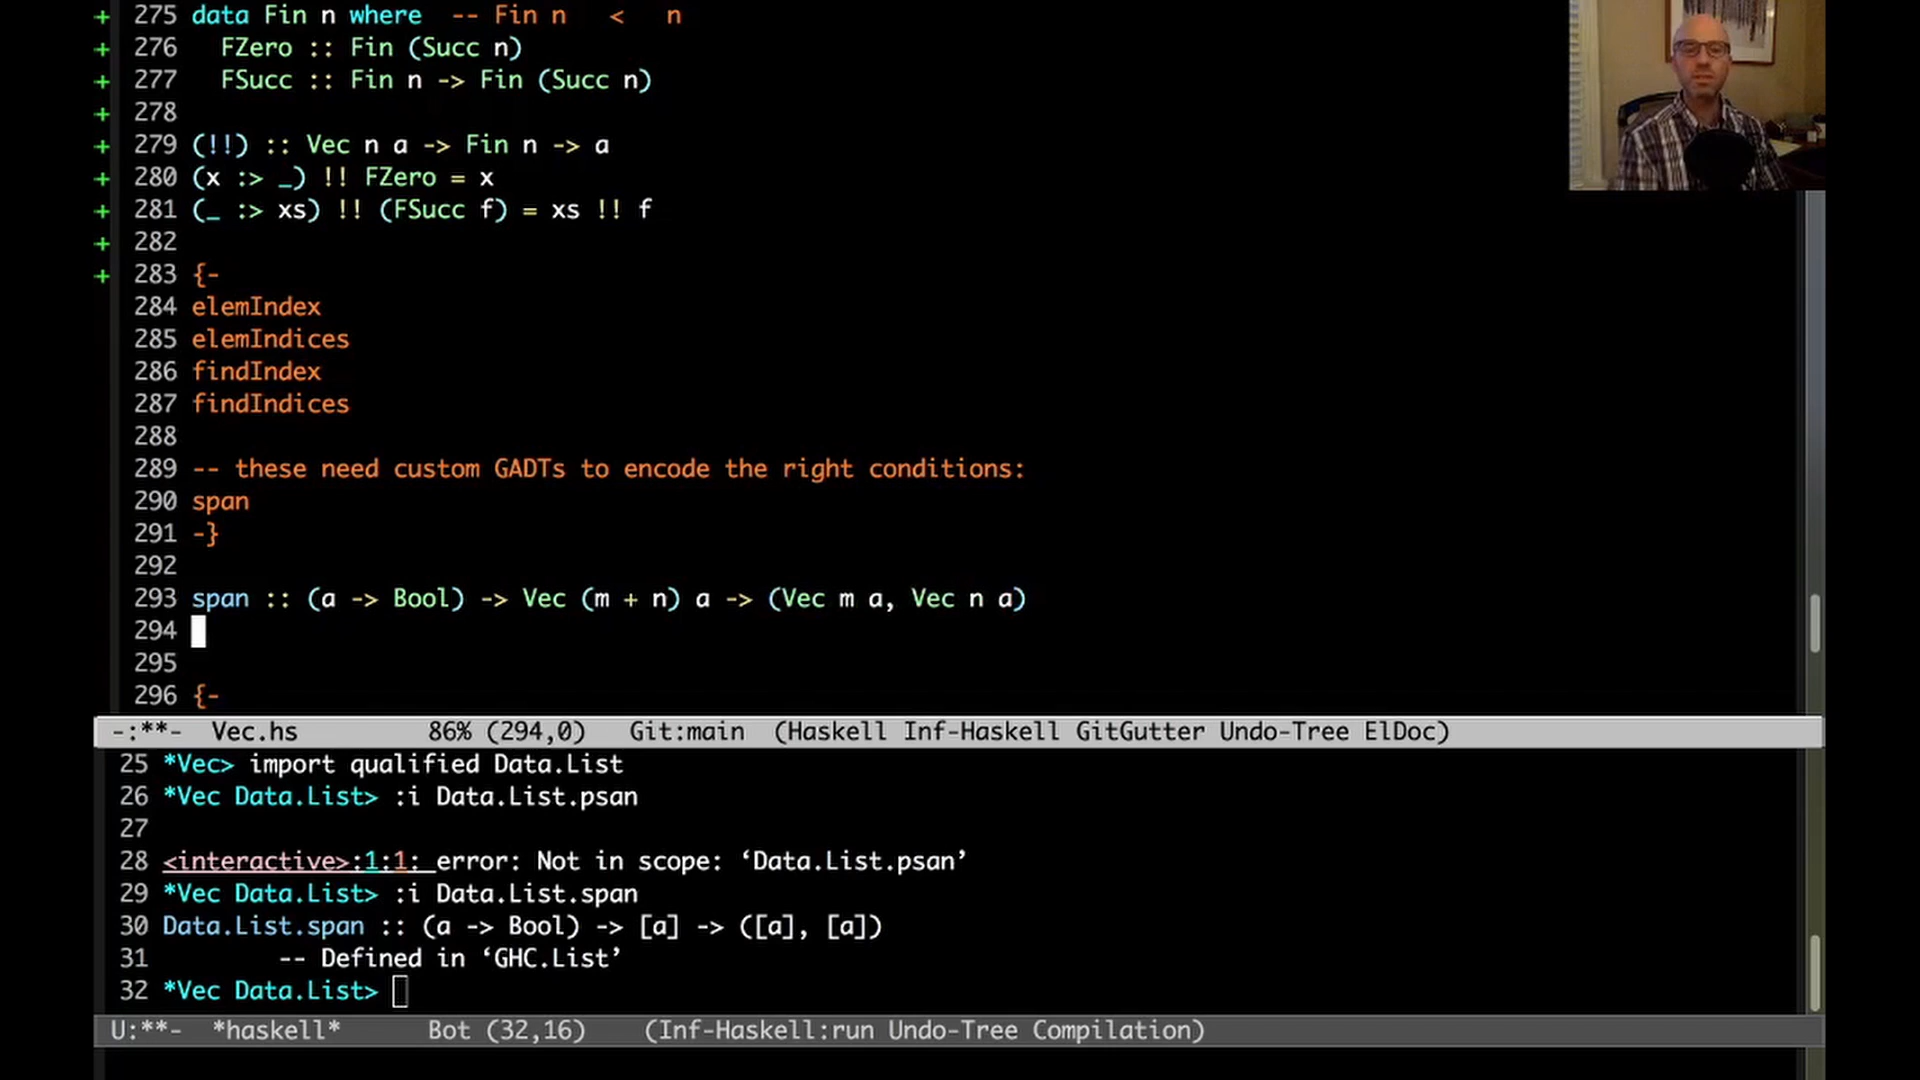 + 275 data Fin n where  -- Fin n   <   n
+ 276   FZero :: Fin (Succ n)
+ 277   FSucc :: Fin n -> Fin (Succ n)
+ 278
+ 279 (!!) :: Vec n a -> Fin n -> a
+ 280 (x :> _) !! FZero = x
+ 281 (_ :> xs) !! (FSucc f) = xs !! f
+ 282
+ 283 {-
284 elemIndex
285 elemIndices
286 findIndex
287 findIndices
288
289 -- these need custom GADTs to encode the right conditions:
290 span
291 -}
292
293 span :: (a -> Bool) -> Vec (m + n) a -> (Vec m a, Vec n a)
294
295
296 {-
-:**-  Vec.hs         86% (294,0)   Git:main  (Haskell Inf-Haskell GitGutter Undo-Tree ElDoc)
25 *Vec> import qualified Data.List
26 *Vec Data.List> :i Data.List.psan
27
28 <interactive>:1:1: error: Not in scope: ‘Data.List.psan’
29 *Vec Data.List> :i Data.List.span
30 Data.List.span :: (a -> Bool) -> [a] -> ([a], [a])
31         -- Defined in ‘GHC.List’
32 *Vec Data.List>
U:**-  *haskell*      Bot (32,16)    (Inf-Haskell:run Undo-Tree Compilation)